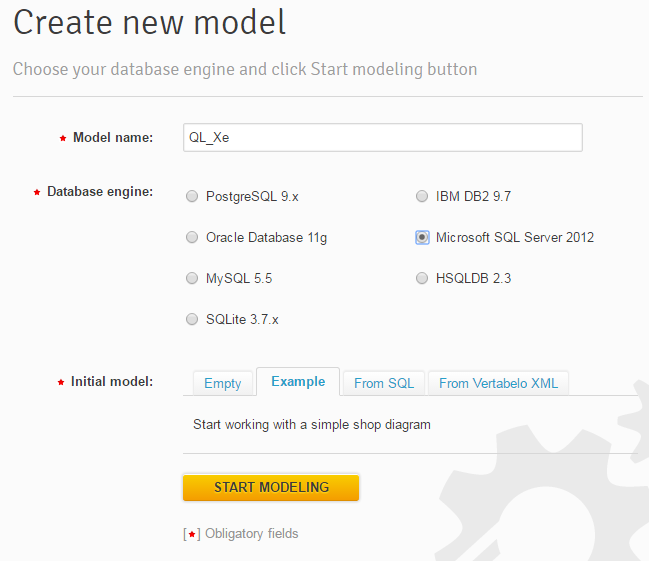 Create new model
Choose your database engine and click Start modeling button
★ Model name: QL_Xe
★ Database engine: PostgreSQL 9.x IBM DB2 9.7
Oracle Database 11g Microsoft SQL Server 2012
MySQL 5.5 HSQLDB 2.3
SQLite 3.7.x
★ Initial model: Empty Example From SQL From Vertabelo XML
Start working with a simple shop diagram
START MODELING
[★] Obligatory fields